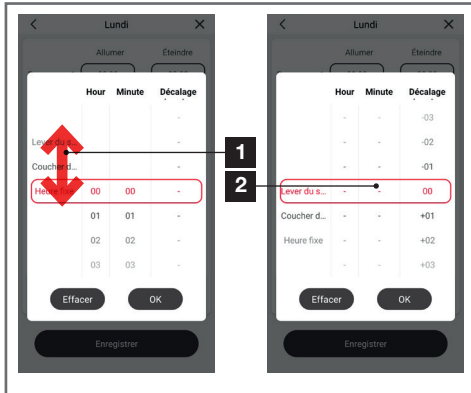 Lundi
Allumer Éteindre
Hour Minute Décalage
-
Lever du s... -
Coucher d... -
Heure fixe 00 00 -
01 01 -
02 02 -
03 03 -
Effacer OK
Enregistrer
1
2
Lundi
Allumer Éteindre
Hour Minute Décalage
- - -03
- - -02
- - -01
Lever du s... - - 00
Coucher d... - - +01
Heure fixe - - +02
- - +03
Effacer OK
Enregistrer